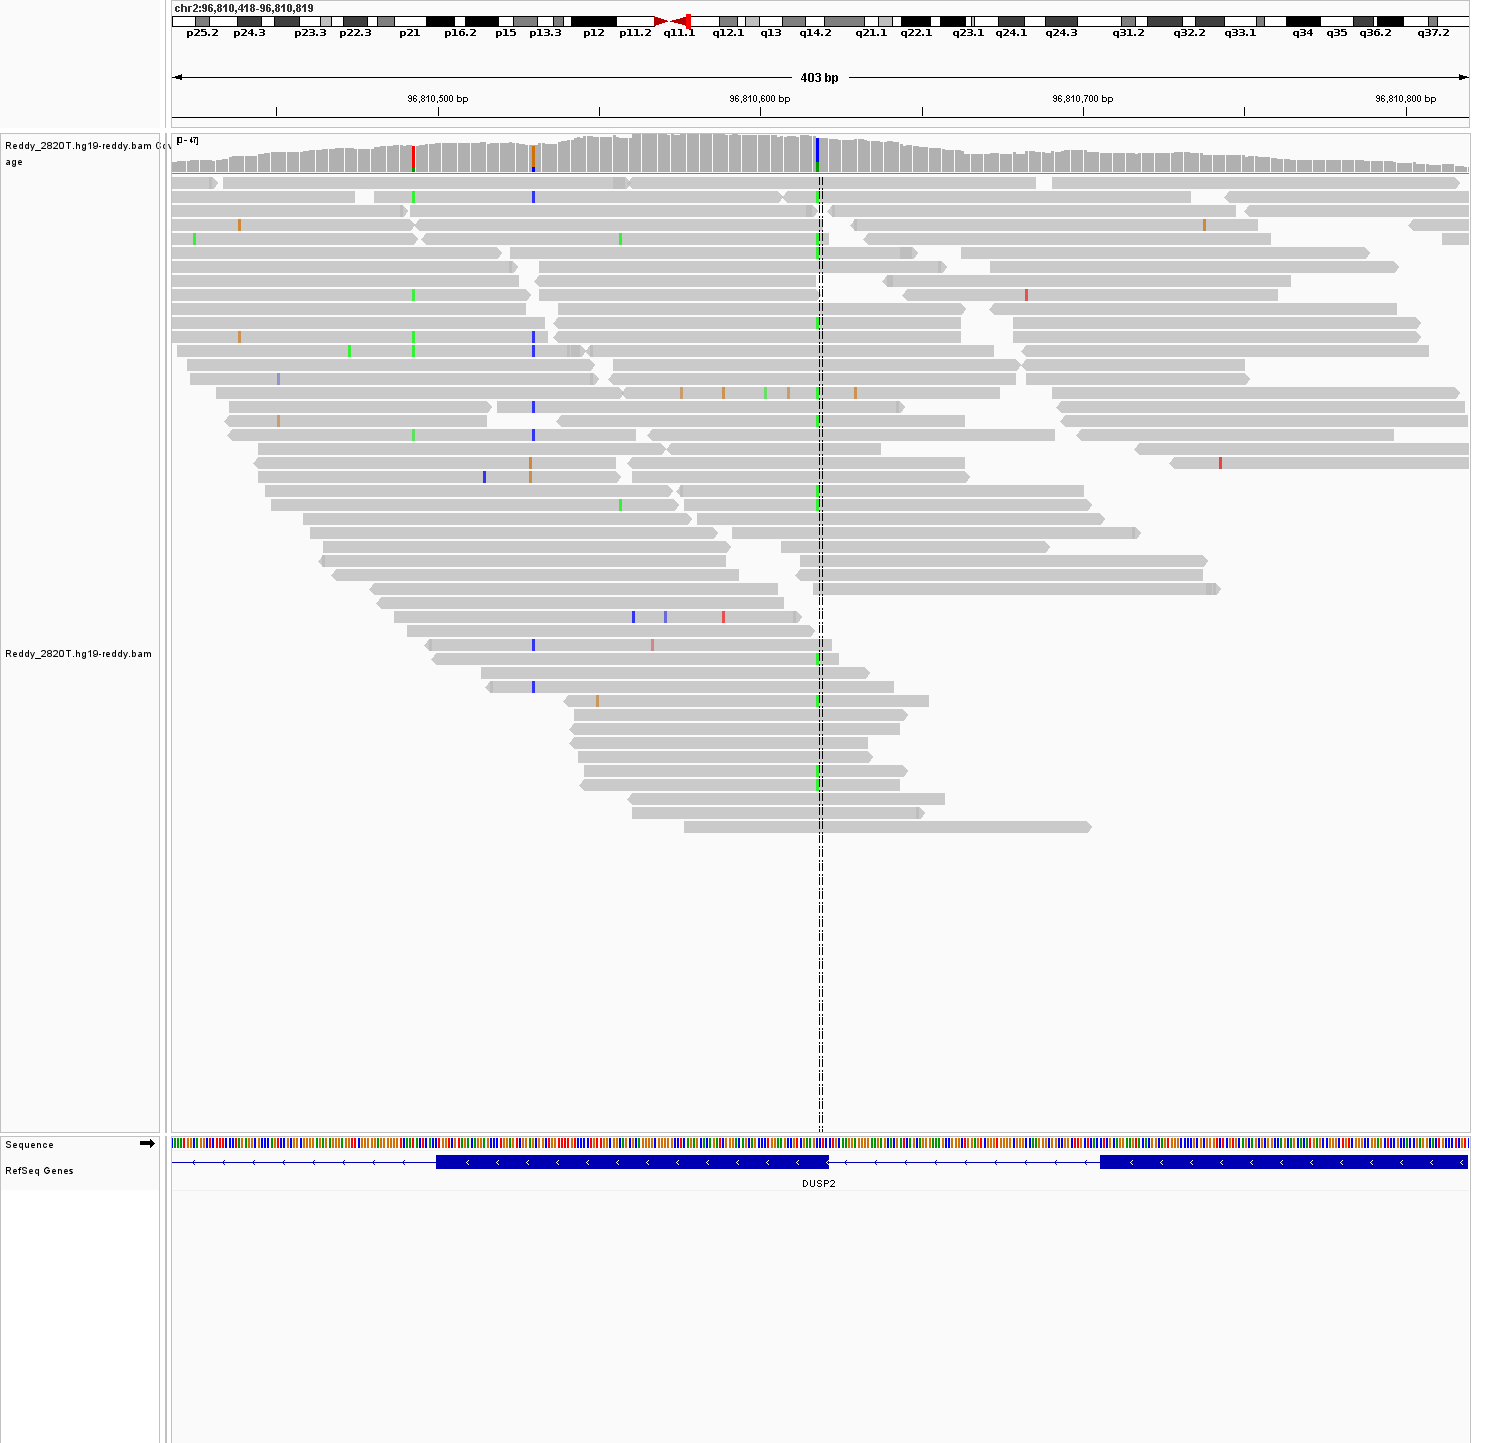 chr2:96,810,418-96,810,819
p25.2 p24.3 p23.3 p22.3 p21 p16.2 p15 p13.3 p12 p11.2 q11.1 q12.1 q13 q14.2 q21.1 q22.1 q23.1 q24.1 q24.3 q31.2 q32.2 q33.1 q34 q35 q36.2 q37.2
403 bp
96,810,500 bp 96,810,600 bp 96,810,700 bp 96,810,800 bp
Reddy_2820T.hg19-reddy.bam Cov
age
[0 - 47]
Reddy_2820T.hg19-reddy.bam
Sequence
RefSeq Genes
DUSP2